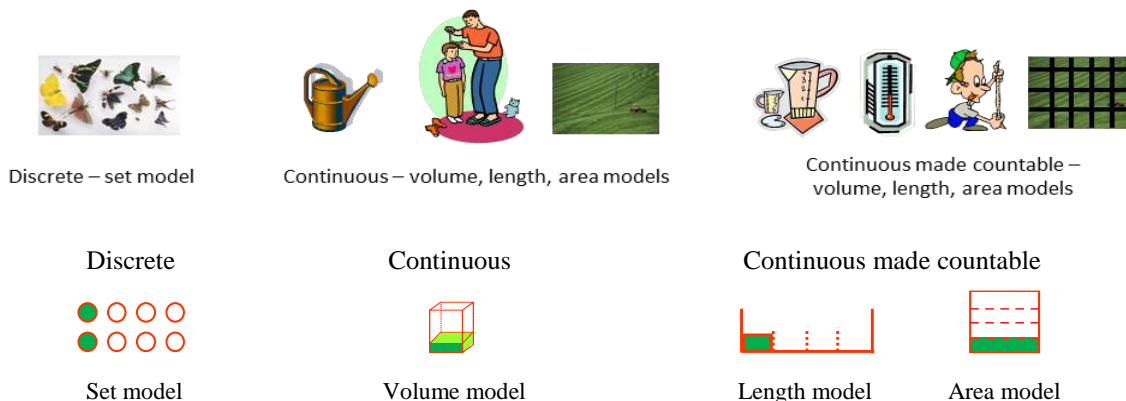 Discrete – set model
Continuous – volume, length, area models
Continuous made countable –
volume, length, area models
Discrete
Continuous
Continuous made countable
Set model
Volume model
Length model
Area model